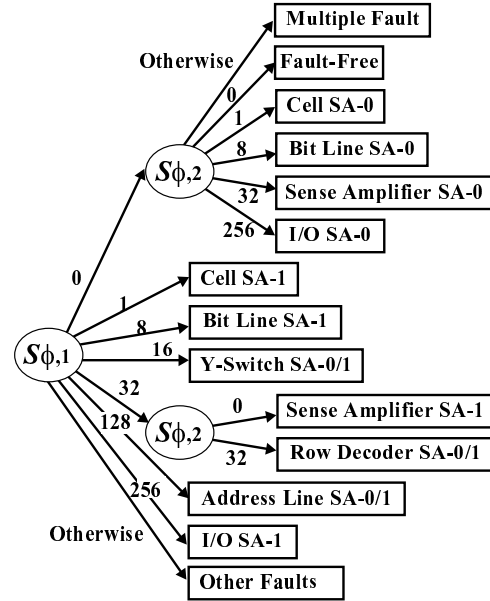 Multiple Fault
Otherwise
Fault-Free
0
Cell SA-0
1
8
Bit Line SA-0
Sϕ,2
32
Sense Amplifier SA-0
256
I/O SA-0
0
Cell SA-1
1
Bit Line SA-1
8
Sϕ,1
16
Y-Switch SA-0/1
32
0
Sense Amplifier SA-1
128
Sϕ,2
32
Row Decoder SA-0/1
256
Address Line SA-0/1
Otherwise
I/O SA-1
Other Faults